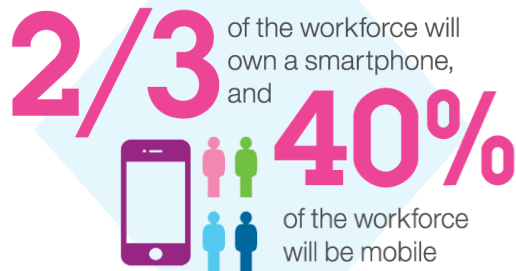 2/3 of the workforce will
own a smartphone,
and 40%
of the workforce
will be mobile